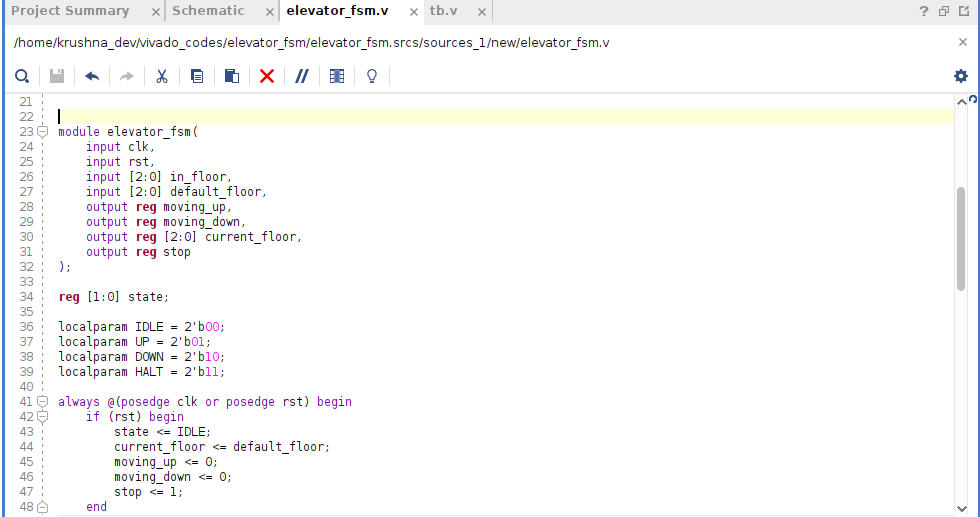 Project Summary × Schematic × elevator_fsm.v × tb.v ×
/home/krushna_dev/vivado_codes/elevator_fsm/elevator_fsm.srcs/sources_1/new/elevator_fsm.v
21
22
23 module elevator_fsm(
24     input clk,
25     input rst,
26     input [2:0] in_floor,
27     input [2:0] default_floor,
28     output reg moving_up,
29     output reg moving_down,
30     output reg [2:0] current_floor,
31     output reg stop
32 );
33
34 reg [1:0] state;
35
36 localparam IDLE = 2'b00;
37 localparam UP = 2'b01;
38 localparam DOWN = 2'b10;
39 localparam HALT = 2'b11;
40
41 always @(posedge clk or posedge rst) begin
42     if (rst) begin
43         state <= IDLE;
44         current_floor <= default_floor;
45         moving_up <= 0;
46         moving_down <= 0;
47         stop <= 1;
48     end